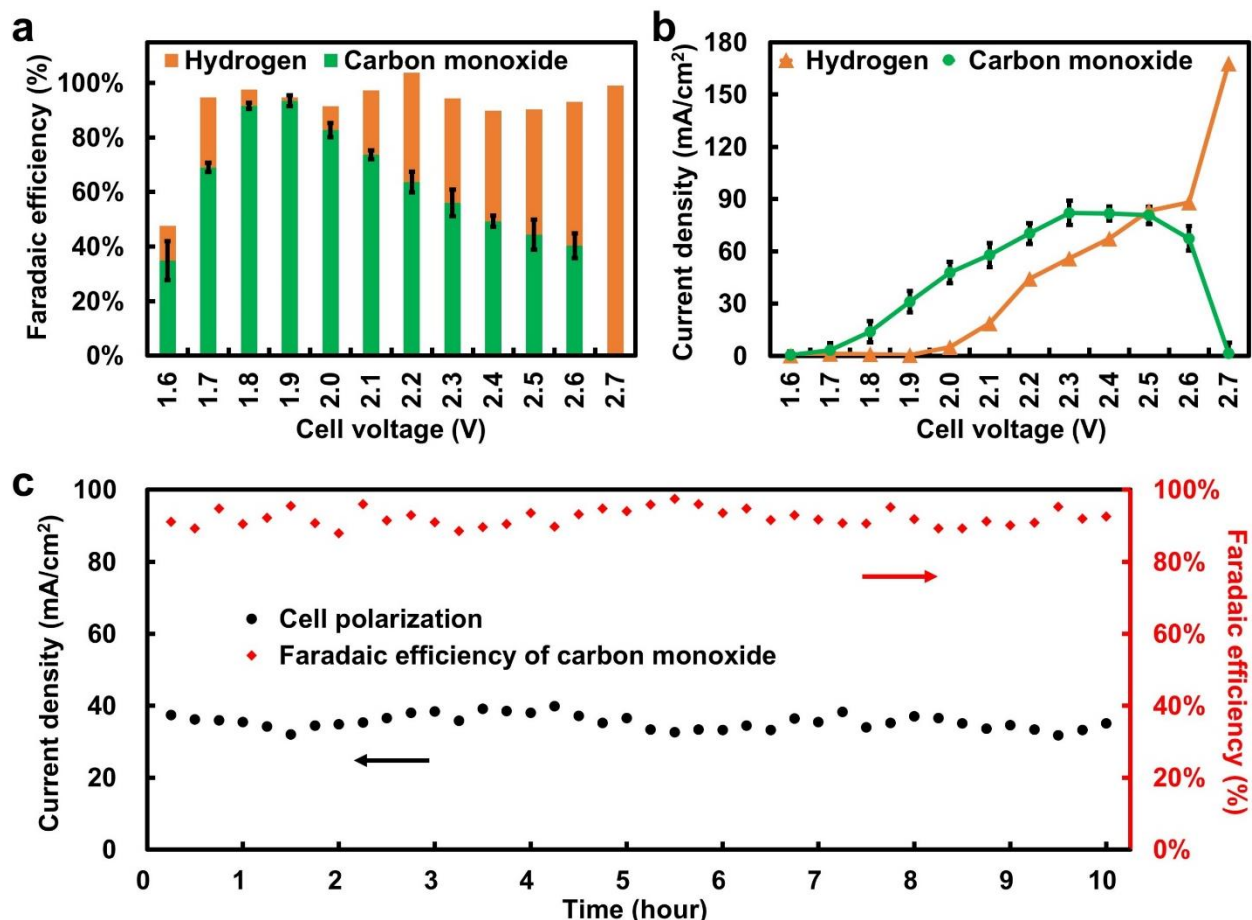 a
Hydrogen Carbon monoxide
Faradaic efficiency (%)
100%
80%
60%
40%
20%
0%
1.6 1.7 1.8 1.9 2.0 2.1 2.2 2.3 2.4 2.5 2.6 2.7
Cell voltage (V)
b
Hydrogen Carbon monoxide
Current density (mA/cm²)
180
150
120
90
60
30
0
1.6 1.7 1.8 1.9 2.0 2.1 2.2 2.3 2.4 2.5 2.6 2.7
Cell voltage (V)
c
Current density (mA/cm²)
100
80
60
40
20
0
Cell polarization
Faradaic efficiency of carbon monoxide
100%
80%
60%
40%
20%
0%
Faradaic efficiency (%)
0 1 2 3 4 5 6 7 8 9 10
Time (hour)